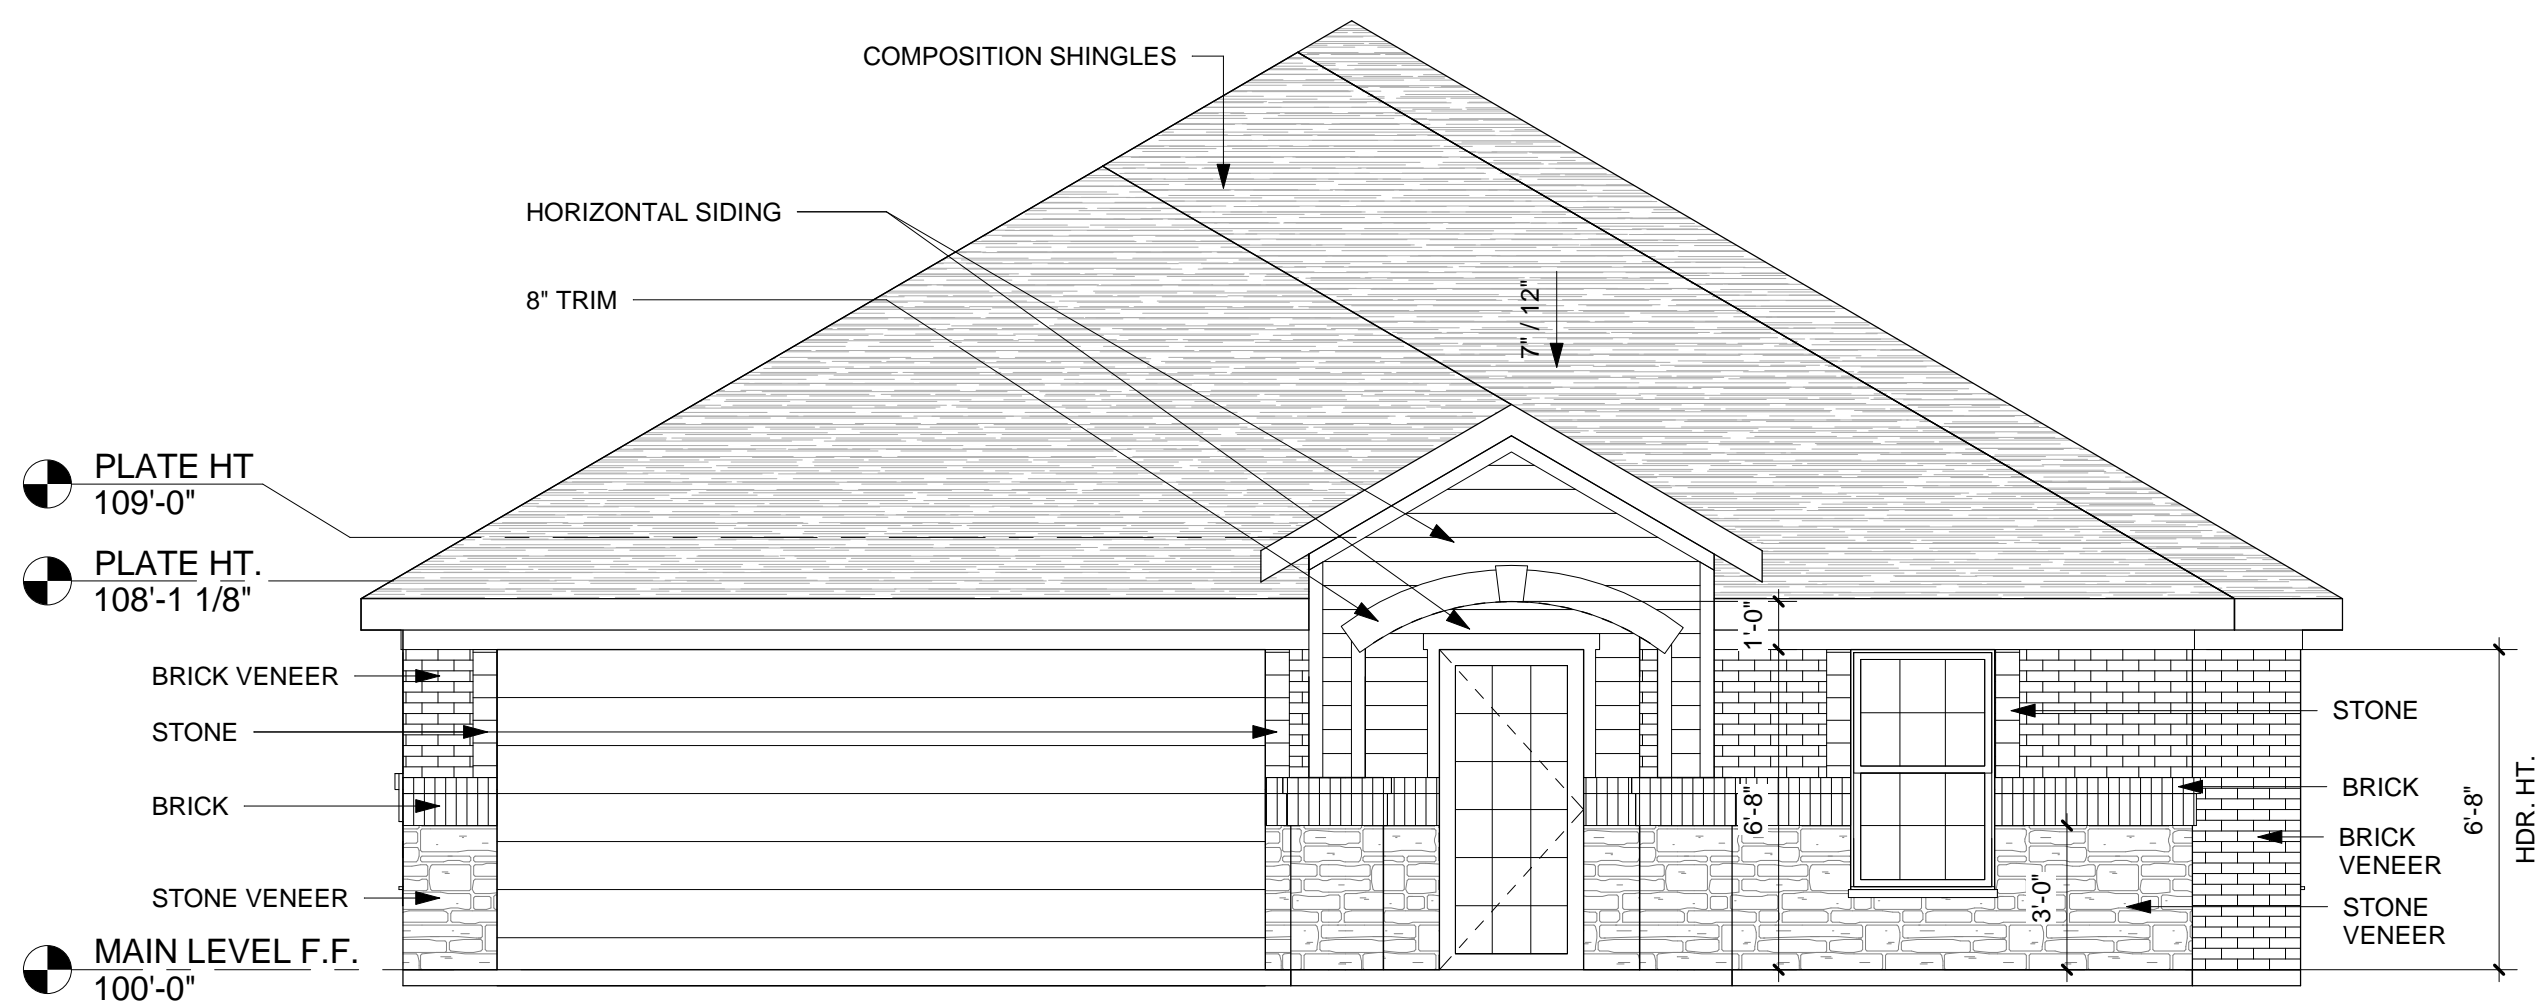 COMPOSITION SHINGLES
HORIZONTAL SIDING
8" TRIM
7" / 12"
PLATE HT
109'-0"
PLATE HT.
108'-1 1/8"
1'-0"
BRICK VENEER
STONE
STONE
BRICK
BRICK
6'-8"
6'-8"
HDR. HT.
BRICK
VENEER
STONE VENEER
3'-0"
STONE
VENEER
MAIN LEVEL F.F.
100'-0"